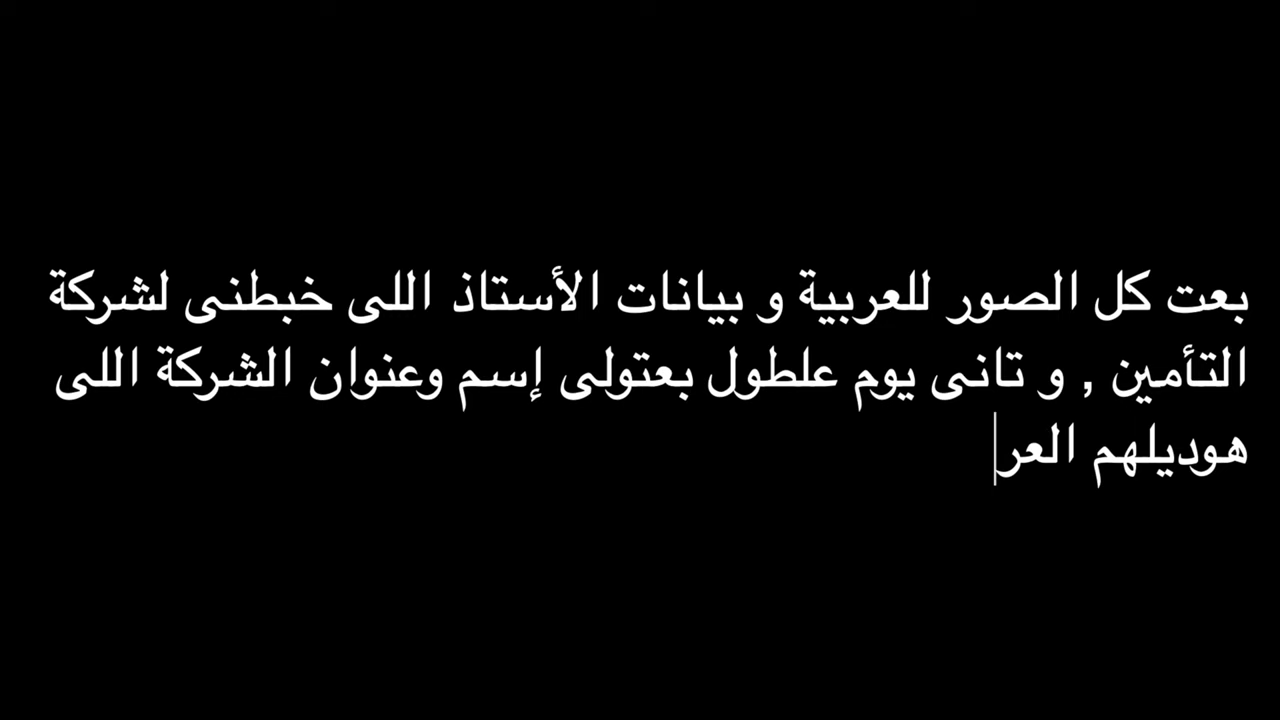 بعت كل الصور للعربية و بيانات الأستاذ اللى خبطنى لشركة
التأمين , و تانى يوم علطول بعتولى إسم وعنوان الشركة اللى
هوديلهم العر